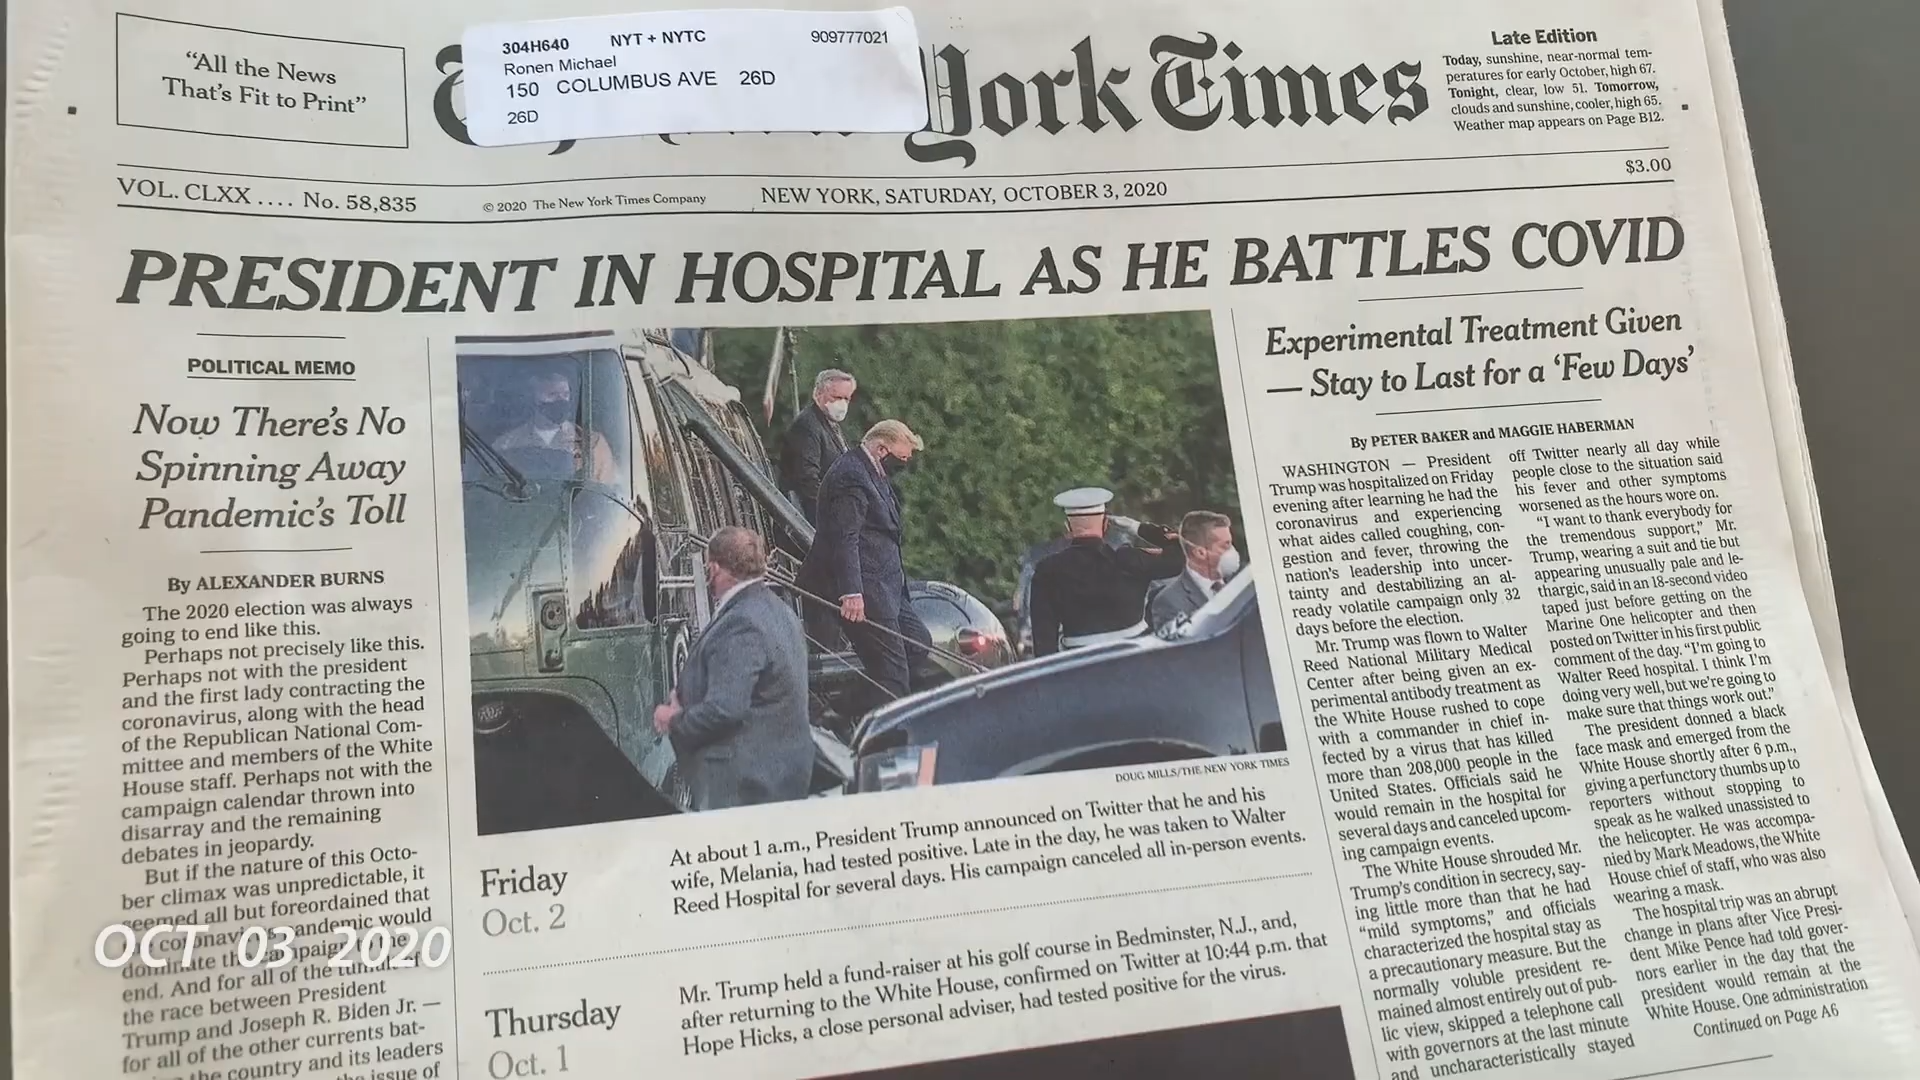 "All the News
That's Fit to Print"
304H640 NYT + NYTC 909777021
Ronen Michael
150 COLUMBUS AVE 26D
26D
York Times
Late Edition
Today, sunshine, near-normal tem-
peratures for early October, high 67.
Tonight, clear, low 51. Tomorrow,
clouds and sunshine, cooler, high 65.
Weather map appears on Page B12.
VOL. CLXX .... No. 58,835
© 2020 The New York Times Company
NEW YORK, SATURDAY, OCTOBER 3, 2020
$3.00
PRESIDENT IN HOSPITAL AS HE BATTLES COVID
POLITICAL MEMO
Now There's No
Spinning Away
Pandemic's Toll
By ALEXANDER BURNS
The 2020 election was always
going to end like this.
Perhaps not precisely like this.
Perhaps not with the president
and the first lady contracting the
coronavirus, along with the head
of the Republican National Com-
mittee and members of the White
House staff. Perhaps not with the
campaign calendar thrown into
disarray and the remaining
debates in jeopardy.
But if the nature of this Octo-
ber climax was unpredictable, it
seemed all but foreordained that
coronavirus pandemic would
dominate the campaign to the
end. And for all of the tumult of
the race between President
Trump and Joseph R. Biden Jr. —
for all of the other currents bat-
the country and its leaders
the issue of
OCT 03 2020
DOUG MILLS/THE NEW YORK TIMES
Friday
Oct. 2
At about 1 a.m., President Trump announced on Twitter that he and his
wife, Melania, had tested positive. Late in the day, he was taken to Walter
Reed Hospital for several days. His campaign canceled all in-person events.
Thursday
Oct. 1
Mr. Trump held a fund-raiser at his golf course in Bedminster, N.J., and,
after returning to the White House, confirmed on Twitter at 10:44 p.m. that
Hope Hicks, a close personal adviser, had tested positive for the virus.
Experimental Treatment Given
— Stay to Last for a 'Few Days'
By PETER BAKER and MAGGIE HABERMAN
WASHINGTON — President
Trump was hospitalized on Friday
evening after learning he had the
coronavirus and experiencing
what aides called coughing, con-
gestion and fever, throwing the
nation's leadership into uncer-
tainty and destabilizing an al-
ready volatile campaign only 32
days before the election.
Mr. Trump was flown to Walter
Reed National Military Medical
Center after being given an ex-
perimental antibody treatment as
the White House rushed to cope
with a commander in chief in-
fected by a virus that has killed
more than 208,000 people in the
United States. Officials said he
would remain in the hospital for
several days and canceled upcom-
ing campaign events.
The White House shrouded Mr.
Trump's condition in secrecy, say-
ing little more than that he had
"mild symptoms," and officials
characterized the hospital stay as
a precautionary measure. But the
normally voluble president re-
mained almost entirely out of pub-
lic view, skipped a telephone call
with governors at the last minute
and uncharacteristically stayed
off Twitter nearly all day while
people close to the situation said
his fever and other symptoms
worsened as the hours wore on.
"I want to thank everybody for
the tremendous support," Mr.
Trump, wearing a suit and tie but
appearing unusually pale and le-
thargic, said in an 18-second video
taped just before getting on the
Marine One helicopter and then
posted on Twitter in his first public
comment of the day. "I'm going to
Walter Reed hospital. I think I'm
doing very well, but we're going to
make sure that things work out."
The president donned a black
face mask and emerged from the
White House shortly after 6 p.m.,
giving a perfunctory thumbs up to
reporters without stopping to
speak as he walked unassisted to
the helicopter. He was accompa-
nied by Mark Meadows, the White
House chief of staff, who was also
wearing a mask.
The hospital trip was an abrupt
change in plans after Vice Presi-
dent Mike Pence had told gover-
nors earlier in the day that the
president would remain at the
White House. One administration
Continued on Page A6